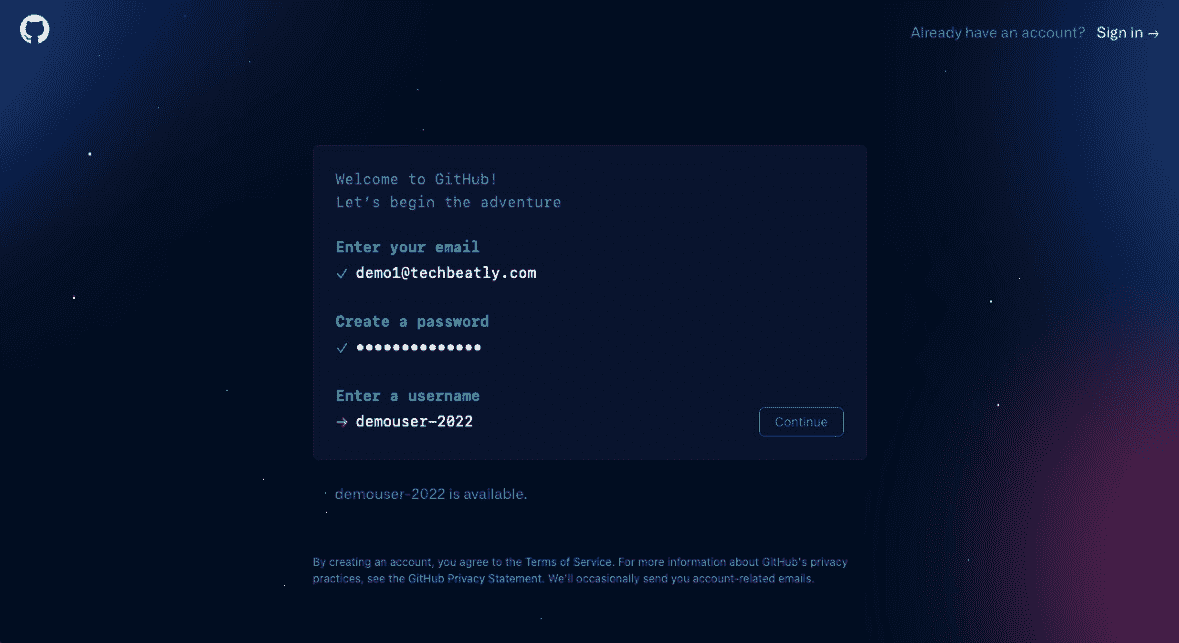 Already have an account? Sign in →
Welcome to GitHub!
Let's begin the adventure
Enter your email
✓ demo1@techbeatly.com
Create a password
✓ ••••••••••••••
Enter a username
→ demouser-2022
Continue
demouser-2022 is available.
By creating an account, you agree to the Terms of Service. For more information about GitHub's privacy
practices, see the GitHub Privacy Statement. We'll occasionally send you account-related emails.